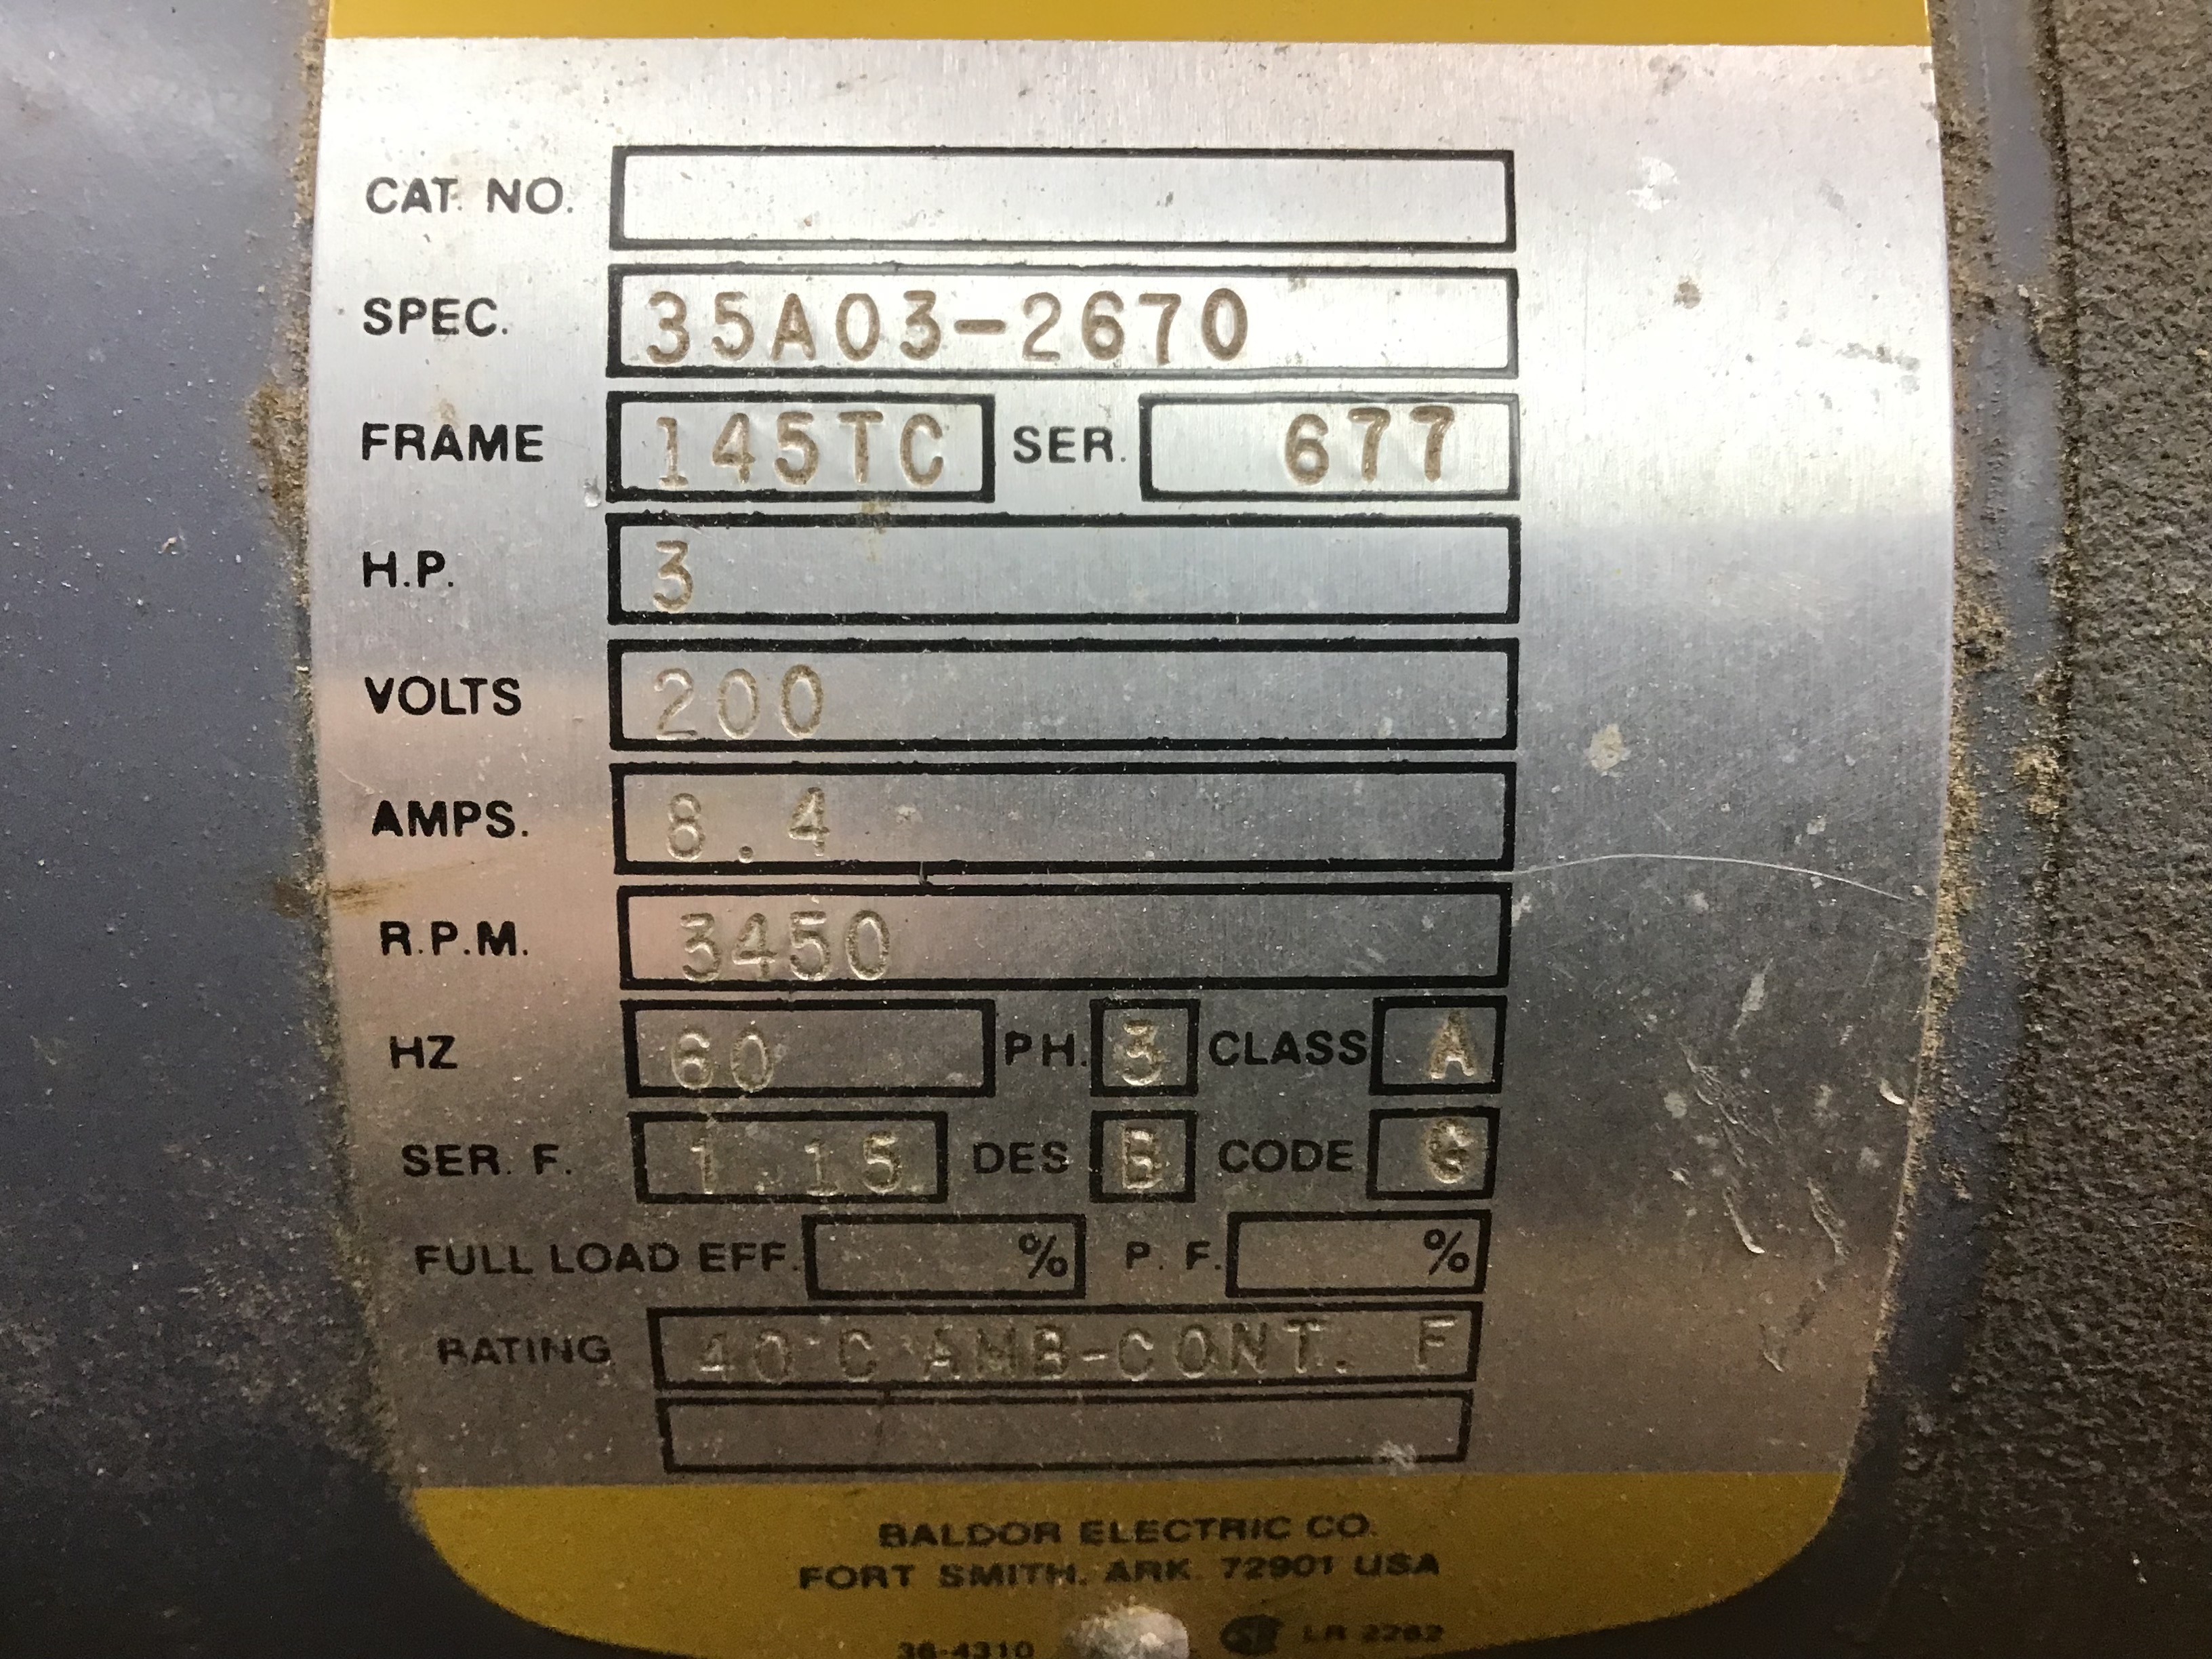 CAT. NO.
SPEC. 35A03-2670
FRAME 145TC SER. 677
H.P. 3
VOLTS 200
AMPS. 8.4
R.P.M. 3450
HZ 60 PH. 3 CLASS A
SER. F. 1.15 DES B CODE
FULL LOAD EFF. % P. F. %
RATING 40°C AMB-CONT. F
BALDOR ELECTRIC CO.
FORT SMITH, ARK. 72901 USA
36-4310 LR 2262